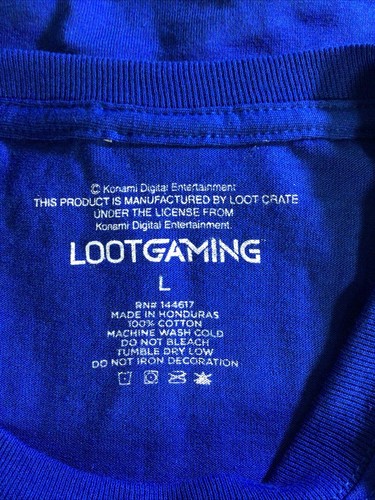 © Konami Digital Entertainment
THIS PRODUCT IS MANUFACTURED BY LOOT CRATE
UNDER THE LICENSE FROM
Konami Digital Entertainment.
LOOTGAMING
L
RN# 144617
MADE IN HONDURAS
100% COTTON
MACHINE WASH COLD
DO NOT BLEACH
TUMBLE DRY LOW
DO NOT IRON DECORATION